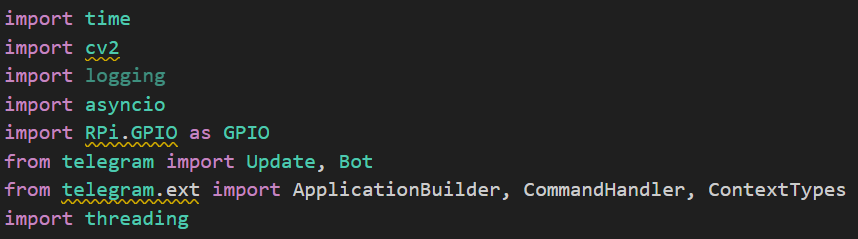 import time
import cv2
import logging
import asyncio
import RPi.GPIO as GPIO
from telegram import Update, Bot
from telegram.ext import ApplicationBuilder, CommandHandler, ContextTypes
import threading